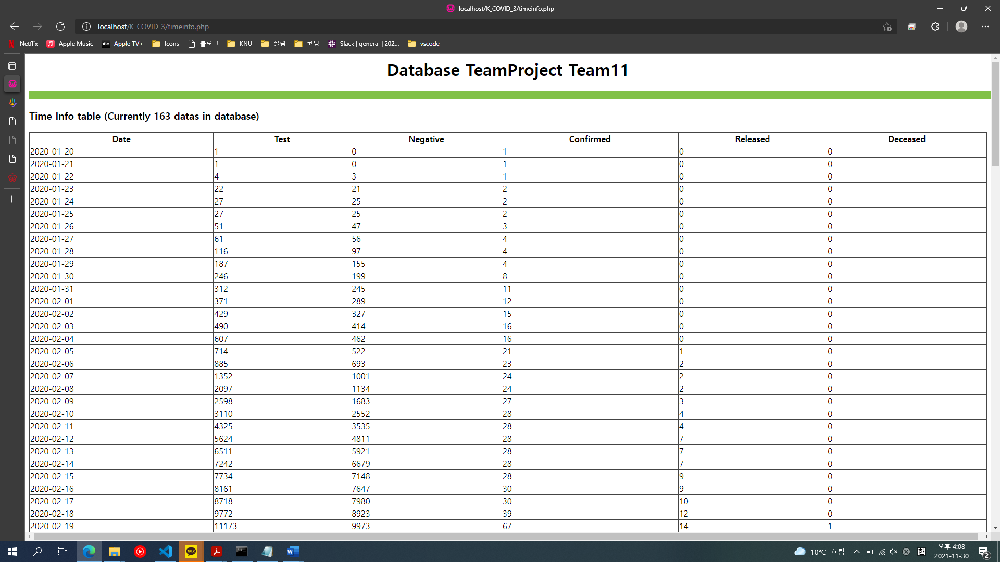 localhost/K_COVID_3/timeinfo.php
localhost/K_COVID_3/timeinfo.php
Netflix Apple Music Apple TV+ Icons 블로그 KNU 살림 코딩 Slack | general | 202... vscode
Database TeamProject Team11
Time Info table (Currently 163 datas in database)
Date Test Negative Confirmed Released Deceased
2020-01-20 1 0 1 0 0
2020-01-21 1 0 1 0 0
2020-01-22 4 3 1 0 0
2020-01-23 22 21 2 0 0
2020-01-24 27 25 2 0 0
2020-01-25 27 25 2 0 0
2020-01-26 51 47 3 0 0
2020-01-27 61 56 4 0 0
2020-01-28 116 97 4 0 0
2020-01-29 187 155 4 0 0
2020-01-30 246 199 8 0 0
2020-01-31 312 245 11 0 0
2020-02-01 371 289 12 0 0
2020-02-02 429 327 15 0 0
2020-02-03 490 414 16 0 0
2020-02-04 607 462 16 0 0
2020-02-05 714 522 21 1 0
2020-02-06 885 693 23 2 0
2020-02-07 1352 1001 24 2 0
2020-02-08 2097 1134 24 2 0
2020-02-09 2598 1683 27 3 0
2020-02-10 3110 2552 28 4 0
2020-02-11 4325 3535 28 4 0
2020-02-12 5624 4811 28 7 0
2020-02-13 6511 5921 28 7 0
2020-02-14 7242 6679 28 7 0
2020-02-15 7734 7148 28 9 0
2020-02-16 8161 7647 30 9 0
2020-02-17 8718 7980 30 10 0
2020-02-18 9772 8923 39 12 0
2020-02-19 11173 9973 67 14 1
TALK 10°C 흐림 한 오후 4:08
2021-11-30 2